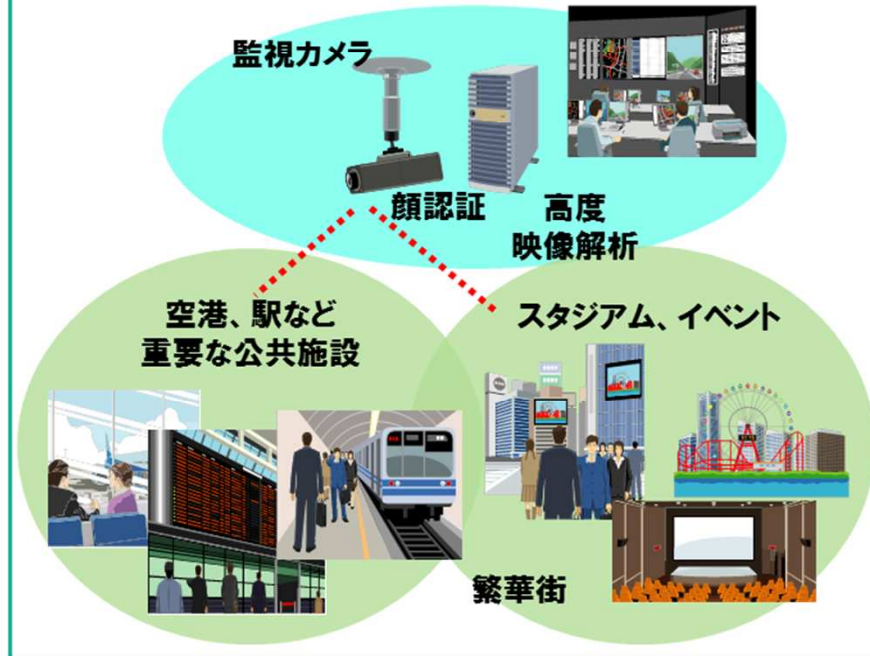 監視カメラ
顔認証
高度
映像解析
空港、駅など
重要な公共施設
スタジアム、イベント
繁華街